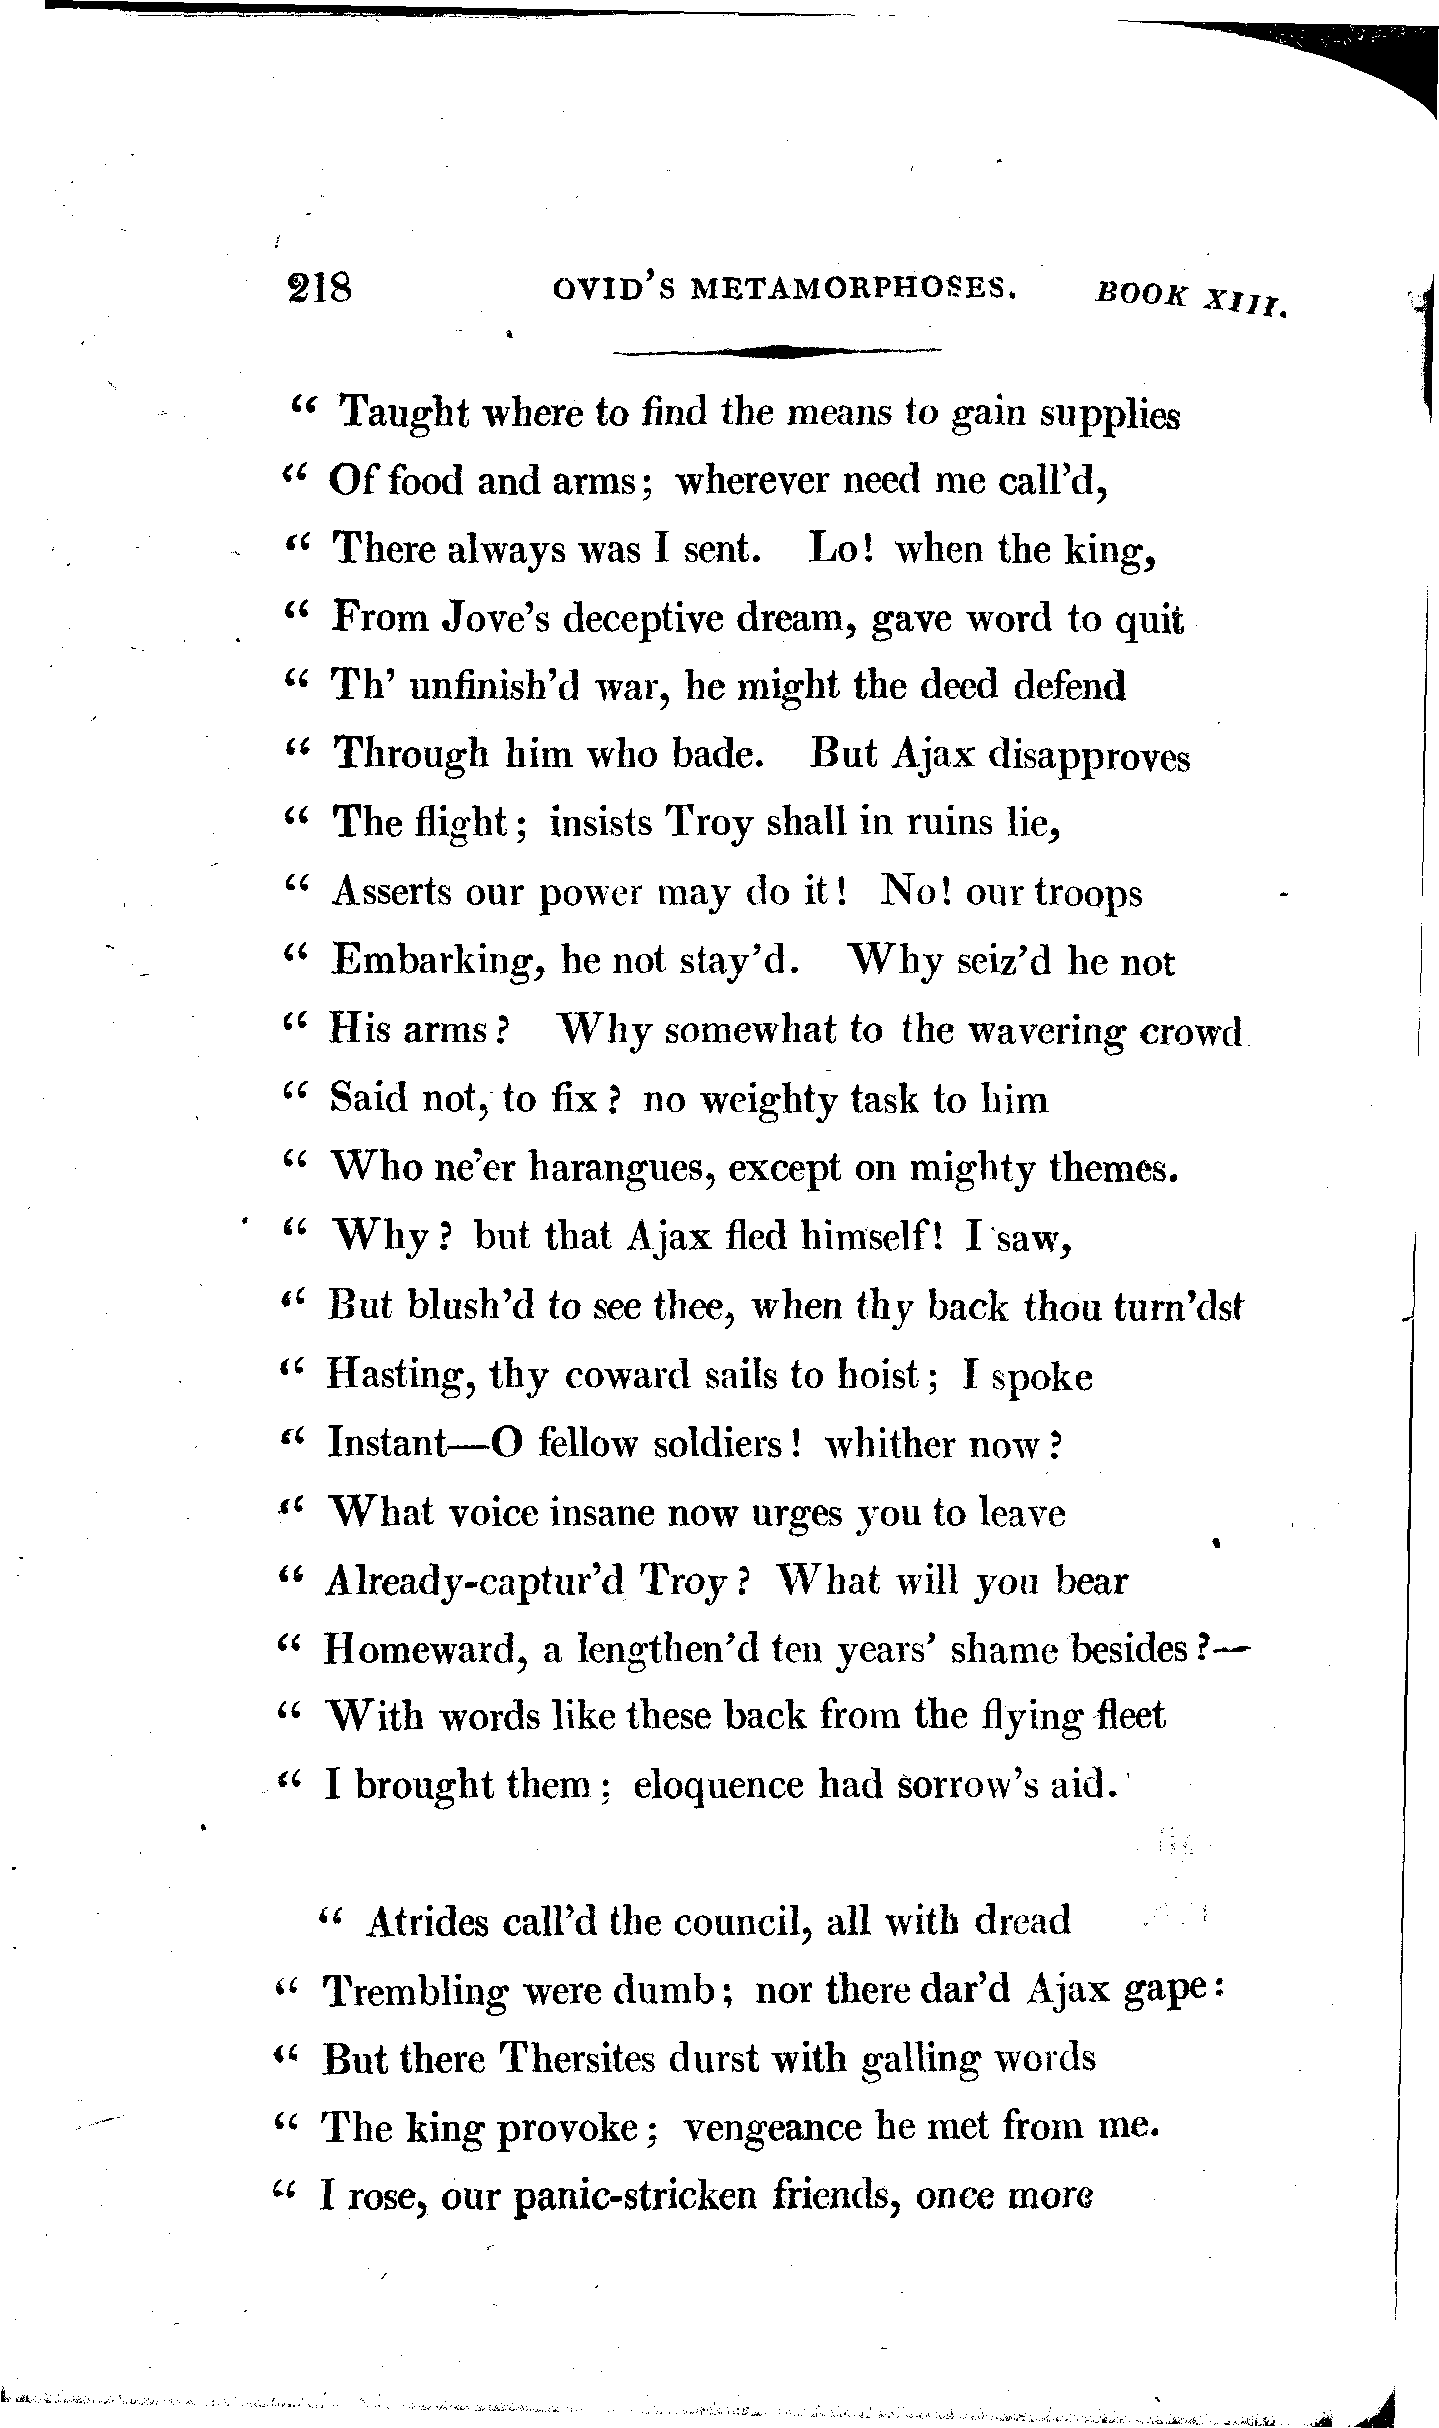 218 OVID'S METAMORPHOSES. BOOK XIII.
“ Taught where to find the means to gain supplies
“ Of food and arms; wherever need me call'd,
“ There always was I sent. Lo! when the king,
“ From Jove's deceptive dream, gave word to quit
“ Th' unfinish'd war, he might the deed defend
“ Through him who bade. But Ajax disapproves
“ The flight; insists Troy shall in ruins lie,
“ Asserts our power may do it! No! our troops
“ Embarking, he not stay'd. Why seiz'd he not
“ His arms? Why somewhat to the wavering crowd
“ Said not, to fix? no weighty task to him
“ Who ne'er harangues, except on mighty themes.
“ Why? but that Ajax fled himself! I saw,
“ But blush'd to see thee, when thy back thou turn'dst
“ Hasting, thy coward sails to hoist; I spoke
“ Instant—O fellow soldiers! whither now?
“ What voice insane now urges you to leave
“ Already-captur'd Troy? What will you bear
“ Homeward, a lengthen'd ten years' shame besides?—
“ With words like these back from the flying fleet
“ I brought them; eloquence had sorrow's aid.
“ Atrides call'd the council, all with dread
“ Trembling were dumb; nor there dar'd Ajax gape:
“ But there Thersites durst with galling words
“ The king provoke; vengeance he met from me.
“ I rose, our panic-stricken friends, once more